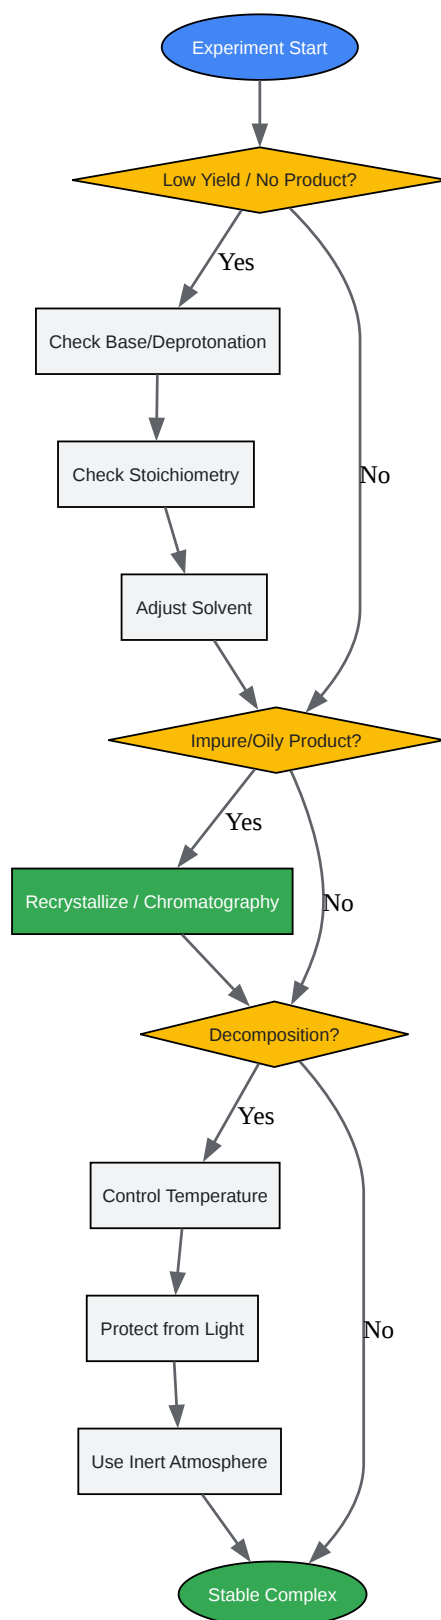 Experiment Start
Low Yield / No Product?
Yes
Check Base/Deprotonation
Check Stoichiometry
No
Adjust Solvent
Impure/Oily Product?
Yes
Recrystallize / Chromatography
No
Decomposition?
Yes
Control Temperature
Protect from Light
No
Use Inert Atmosphere
Stable Complex